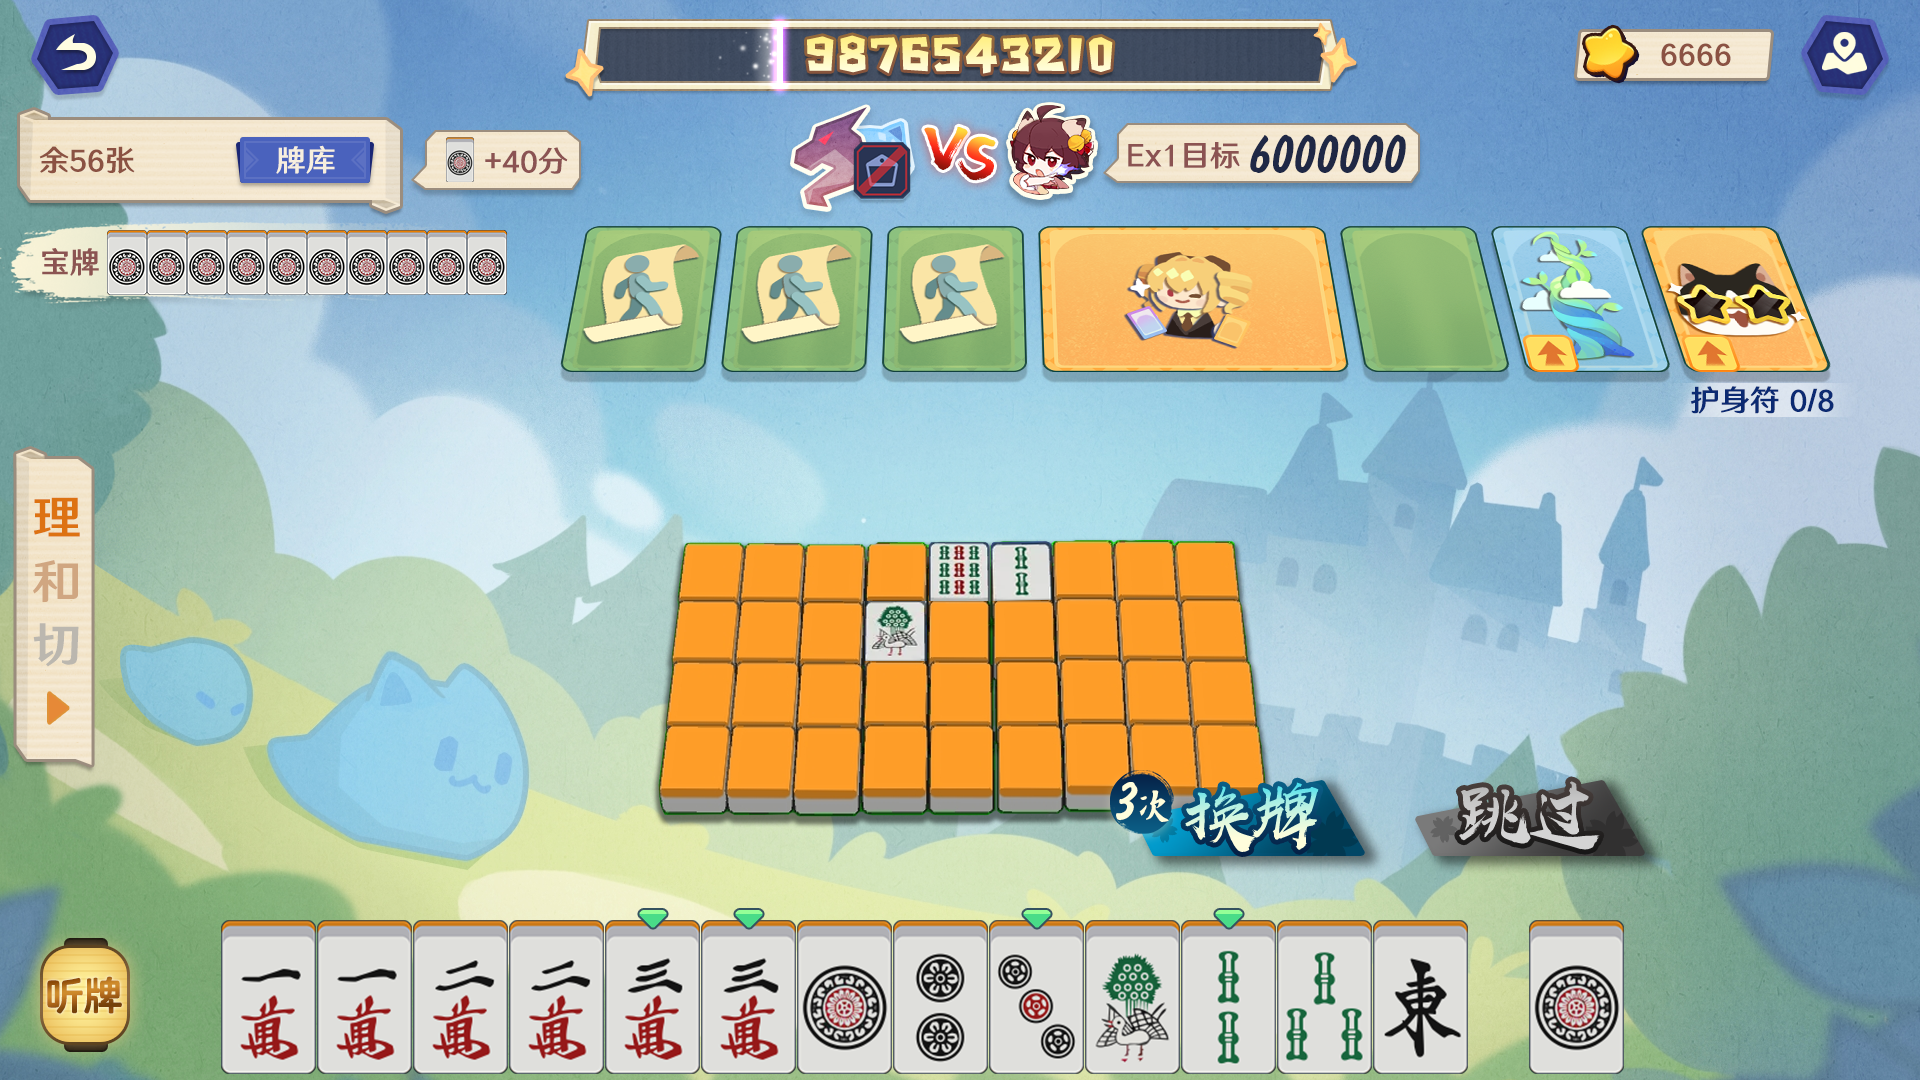 9876543210
6666
余56张
牌库
+40分
VS
Ex1目标 6000000
宝牌
护身符 0/8
理
和
切
3次
换牌
跳过
听牌
一萬 一萬 二萬 二萬 三萬 三萬 東